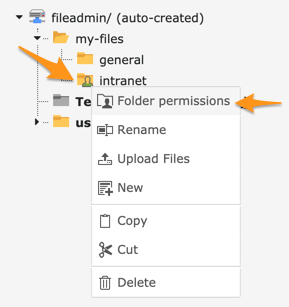 fileadmin/ (auto-created)
my-files
general
intranet
Te
us
Folder permissions
Rename
Upload Files
New
Copy
Cut
Delete